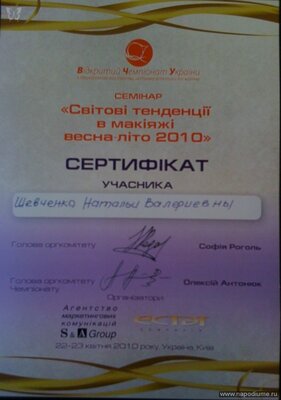 Відкритий Чемпіонат України
СЕМІНАР
«Світові тенденції
в макіяжі
весна-літо 2010»
СЕРТИФІКАТ
УЧАСНИКА
Шевченко Натальи Валериевны
Голова оргкомітету
Софія Роголь
Голова оргкомітету
Чемпіонату
Олексій Антонюк
Організатори:
Агентство
маркетингових
комунікацій
S&A Group
ЕСТЕТ
22-23 квітня 2010 року, Україна, Київ
www.napodiume.ru